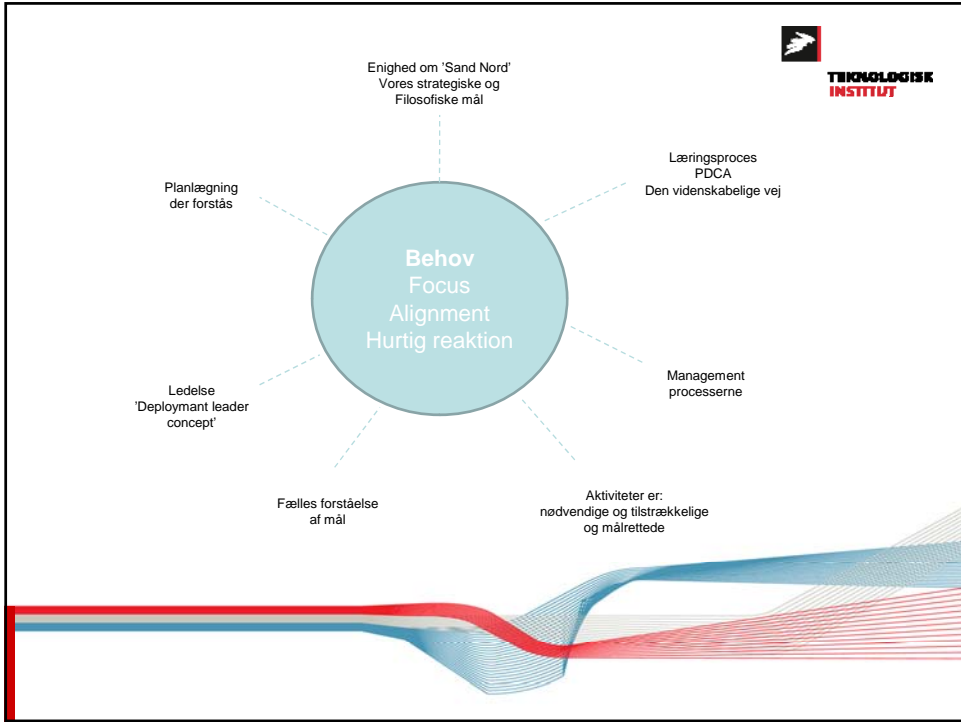 Enighed om 'Sand Nord'
Vores strategiske og
Filosofiske mål
TEKNOLOGISK
INSTITUT
Læringsproces
PDCA
Den videnskabelige vej
Planlægning
der forstås
Behov
Focus
Alignment
Hurtig reaktion
Management
processerne
Ledelse
'Deploymant leader
concept'
Fælles forståelse
af mål
Aktiviteter er:
nødvendige og tilstrækkelige
og målrettede